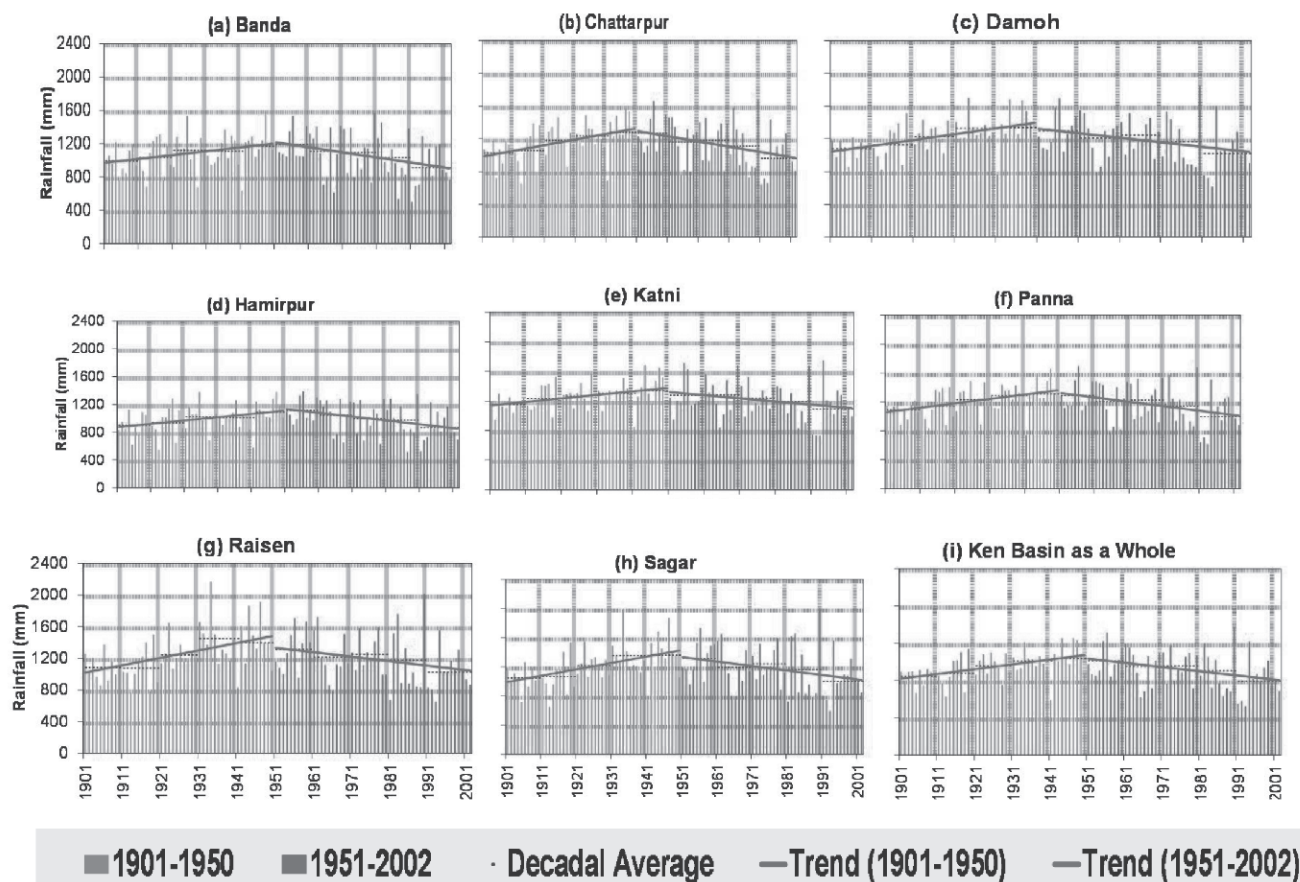 (a) Banda
(b) Chattarpur
(c) Damoh
Rainfall (mm)
2400
2000
1600
1200
800
400
0
(d) Hamirpur
(e) Katni
(f) Panna
Rainfall (mm)
2400
2000
1600
1200
800
400
0
(g) Raisen
(h) Sagar
(i) Ken Basin as a Whole
Rainfall (mm)
2400
2000
1600
1200
800
400
0
1901 1911 1921 1931 1941 1951 1961 1971 1981 1991 2001
1901 1911 1921 1931 1941 1951 1961 1971 1981 1991 2001
1901 1911 1921 1931 1941 1951 1961 1971 1981 1991 2001
1901-1950 1951-2002 Decadal Average Trend (1901-1950) Trend (1951-2002)